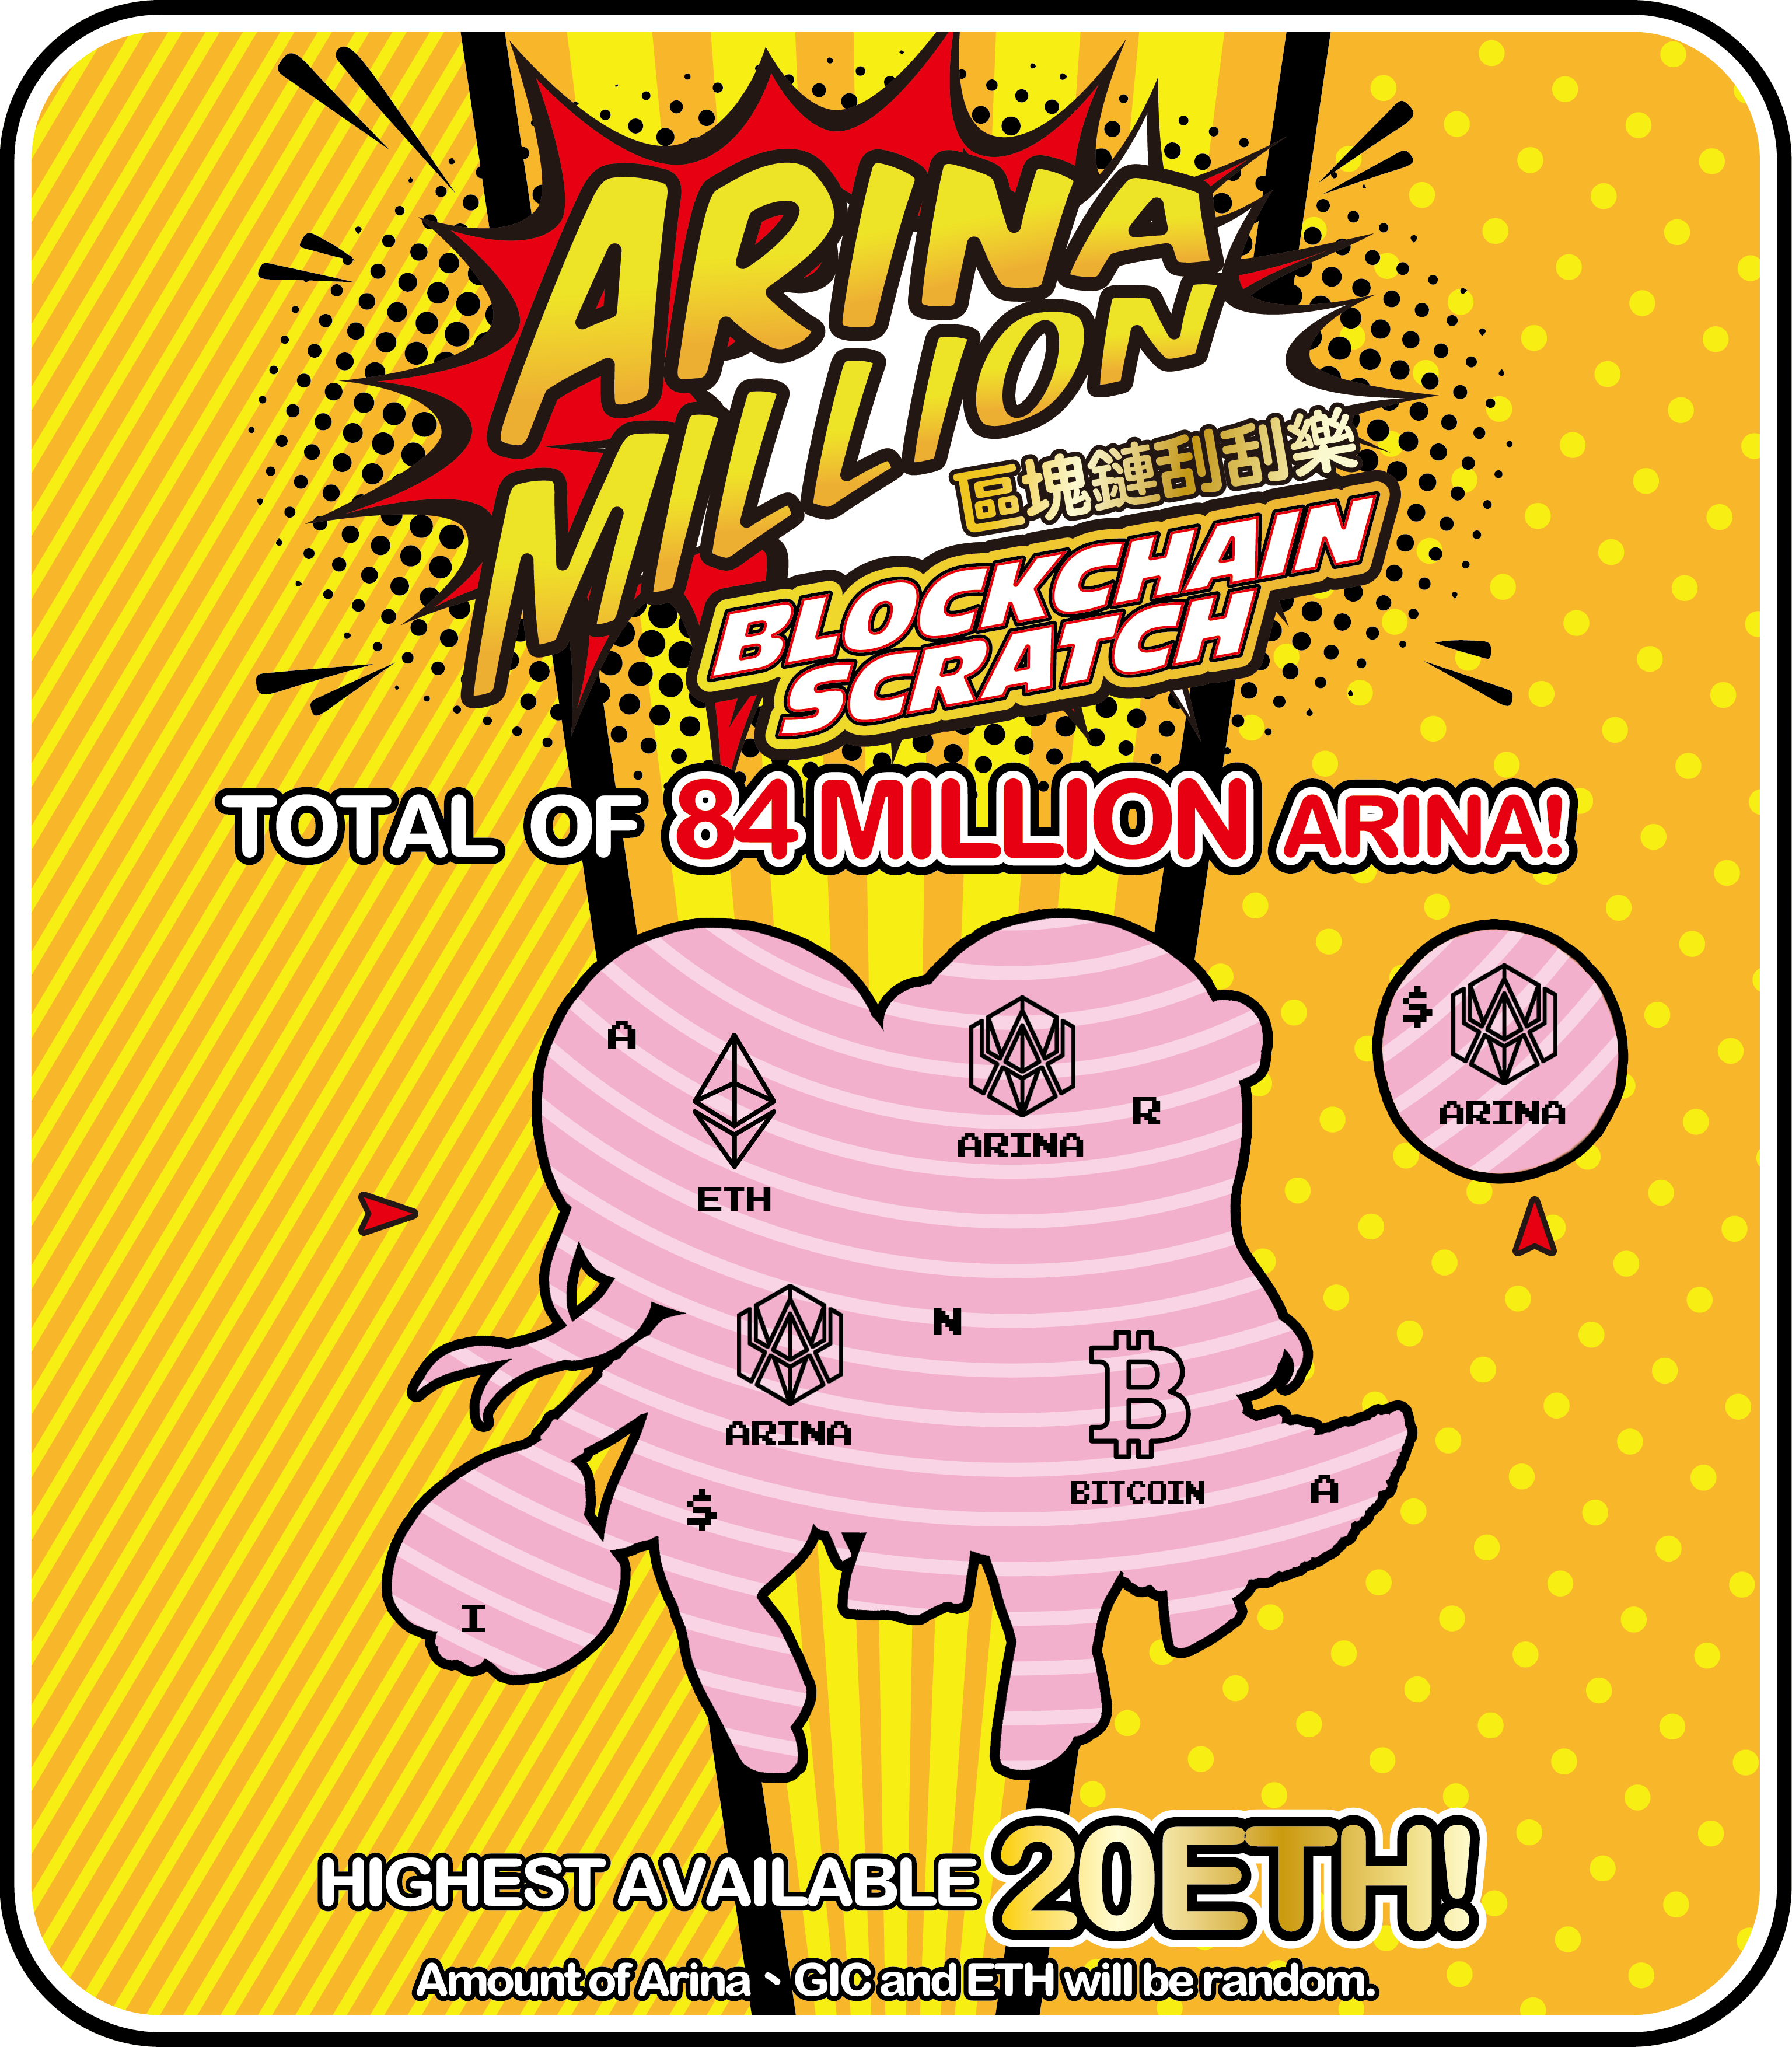 ARINA
MILLION
區塊鏈刮刮樂
BLOCKCHAIN
SCRATCH
TOTAL OF 84 MILLION ARINA!
A
ETH
ARINA
R
$
ARINA
ARINA
N
BITCOIN
$
A
I
HIGHEST AVAILABLE 20ETH!
Amount of Arina、GIC and ETH will be random.